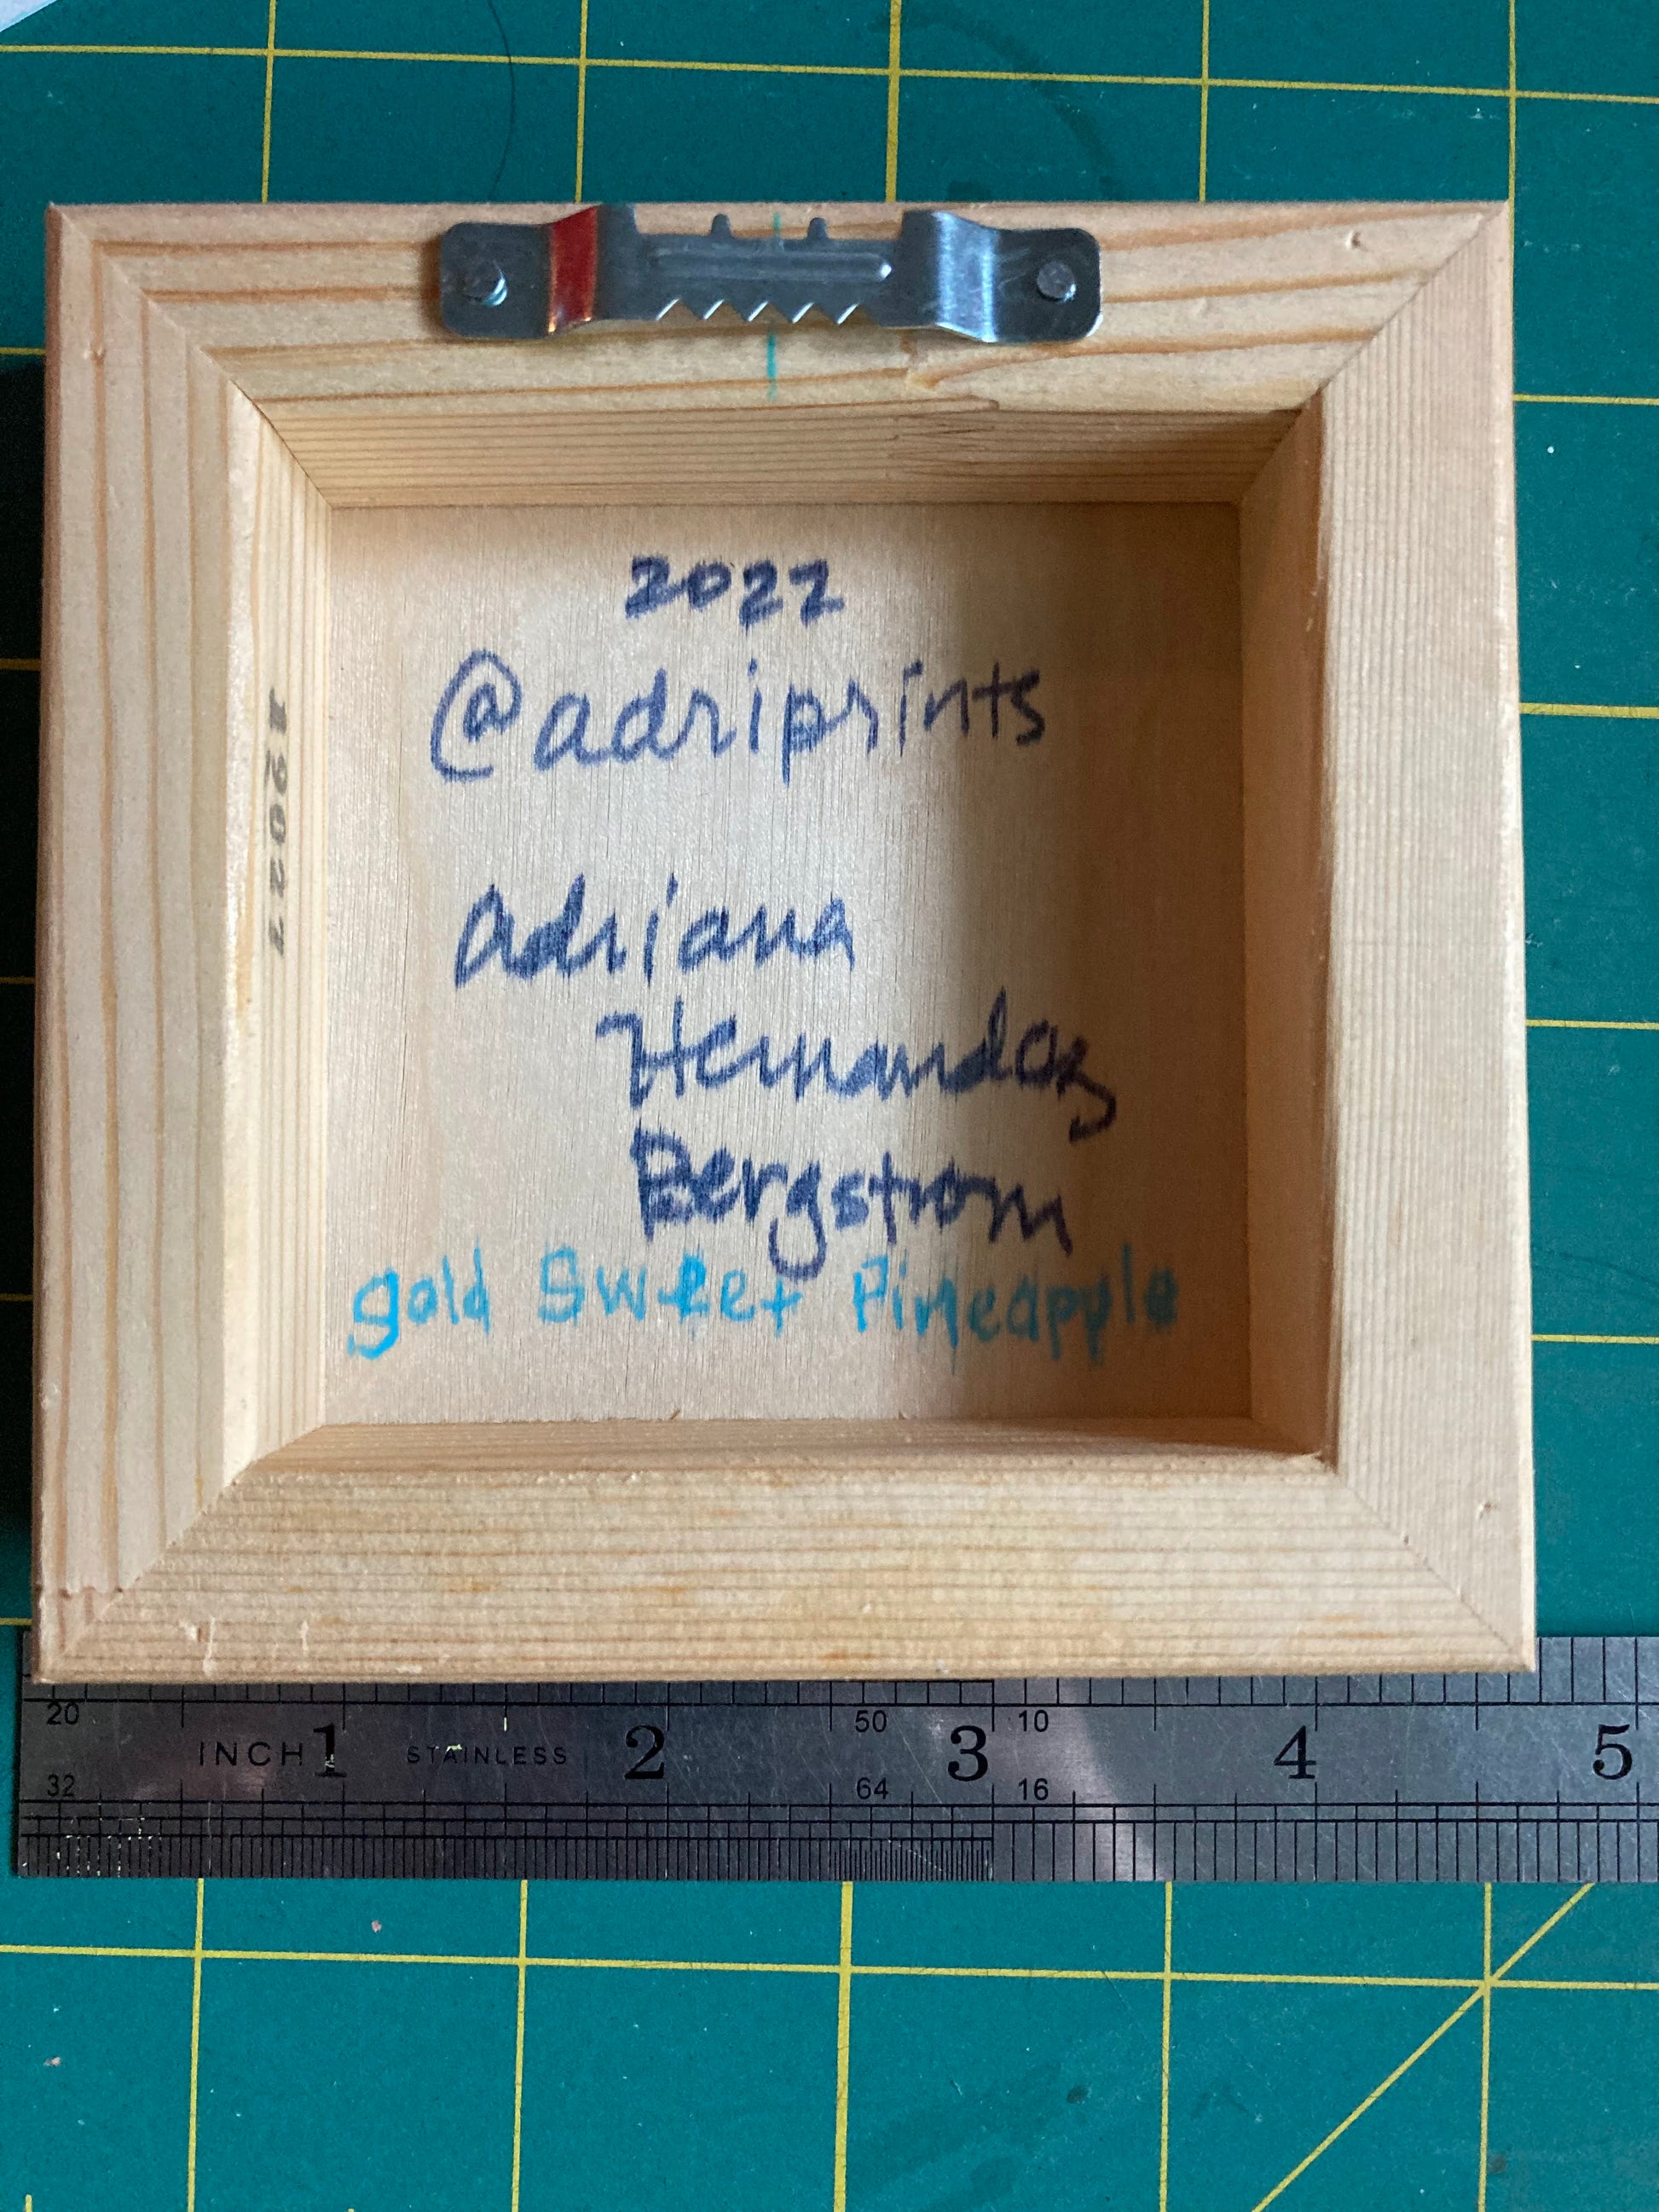 2022
@adriprints
Adriana
Hernandez
Bergstrom
gold Sweet Pineapple
19027
20 50 10
INCH 1 STAINLESS 2 3 4 5
32 64 16